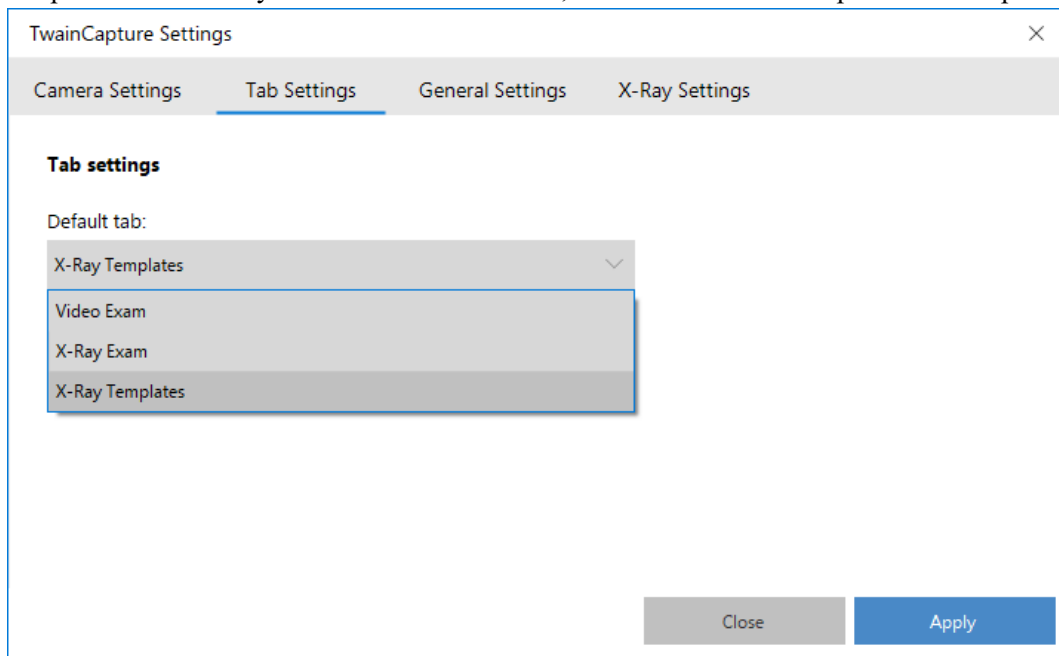 TwainCapture Settings
Camera Settings Tab Settings General Settings X-Ray Settings
Tab settings
Default tab:
X-Ray Templates
Video Exam
X-Ray Exam
X-Ray Templates
Close Apply